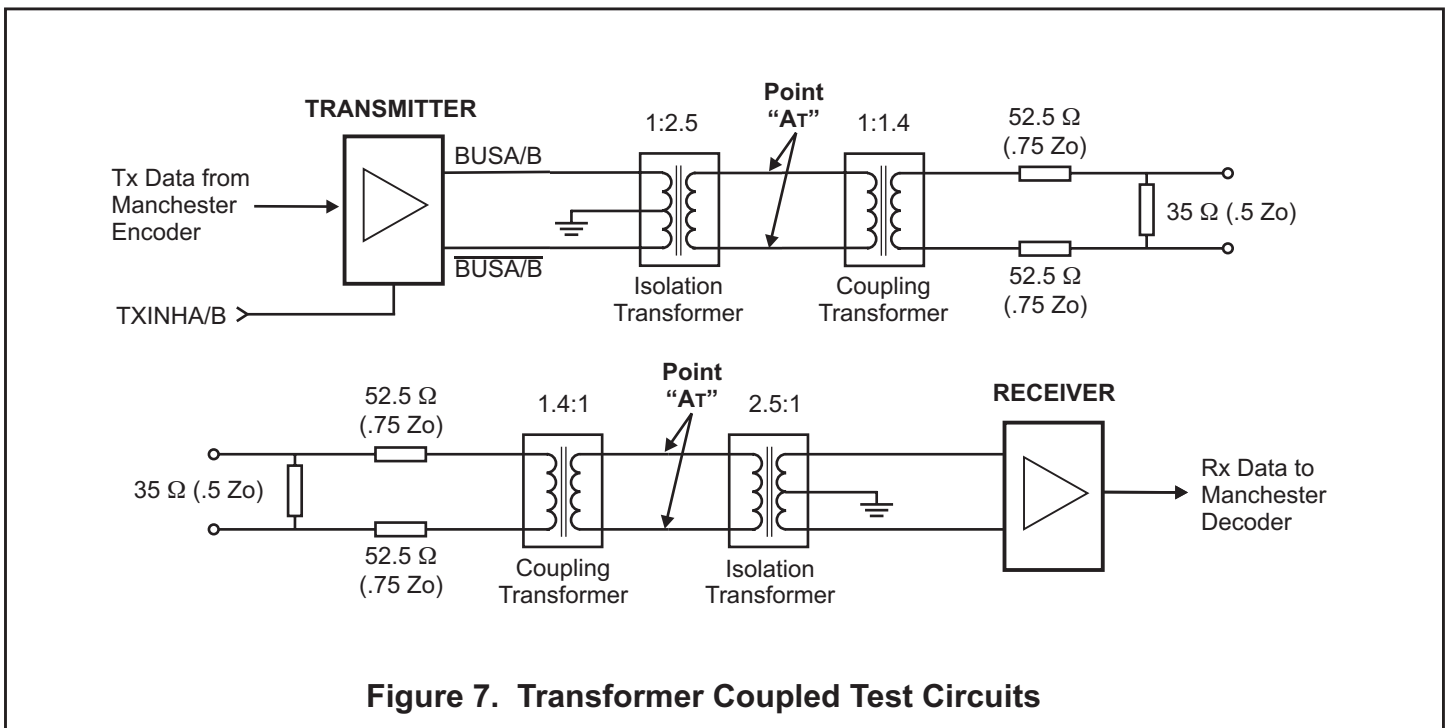 TRANSMITTER
Tx Data from
Manchester
Encoder
TXINHA/B
BUSA/B
BUSA/B
1:2.5
Isolation
Transformer
Point
“AT”
1:1.4
Coupling
Transformer
52.5 Ω
(.75 Zo)
52.5 Ω
(.75 Zo)
35 Ω (.5 Zo)
35 Ω (.5 Zo)
52.5 Ω
(.75 Zo)
52.5 Ω
(.75 Zo)
1.4:1
Coupling
Transformer
Point
“AT”
2.5:1
Isolation
Transformer
RECEIVER
Rx Data to
Manchester
Decoder
Figure 7. Transformer Coupled Test Circuits